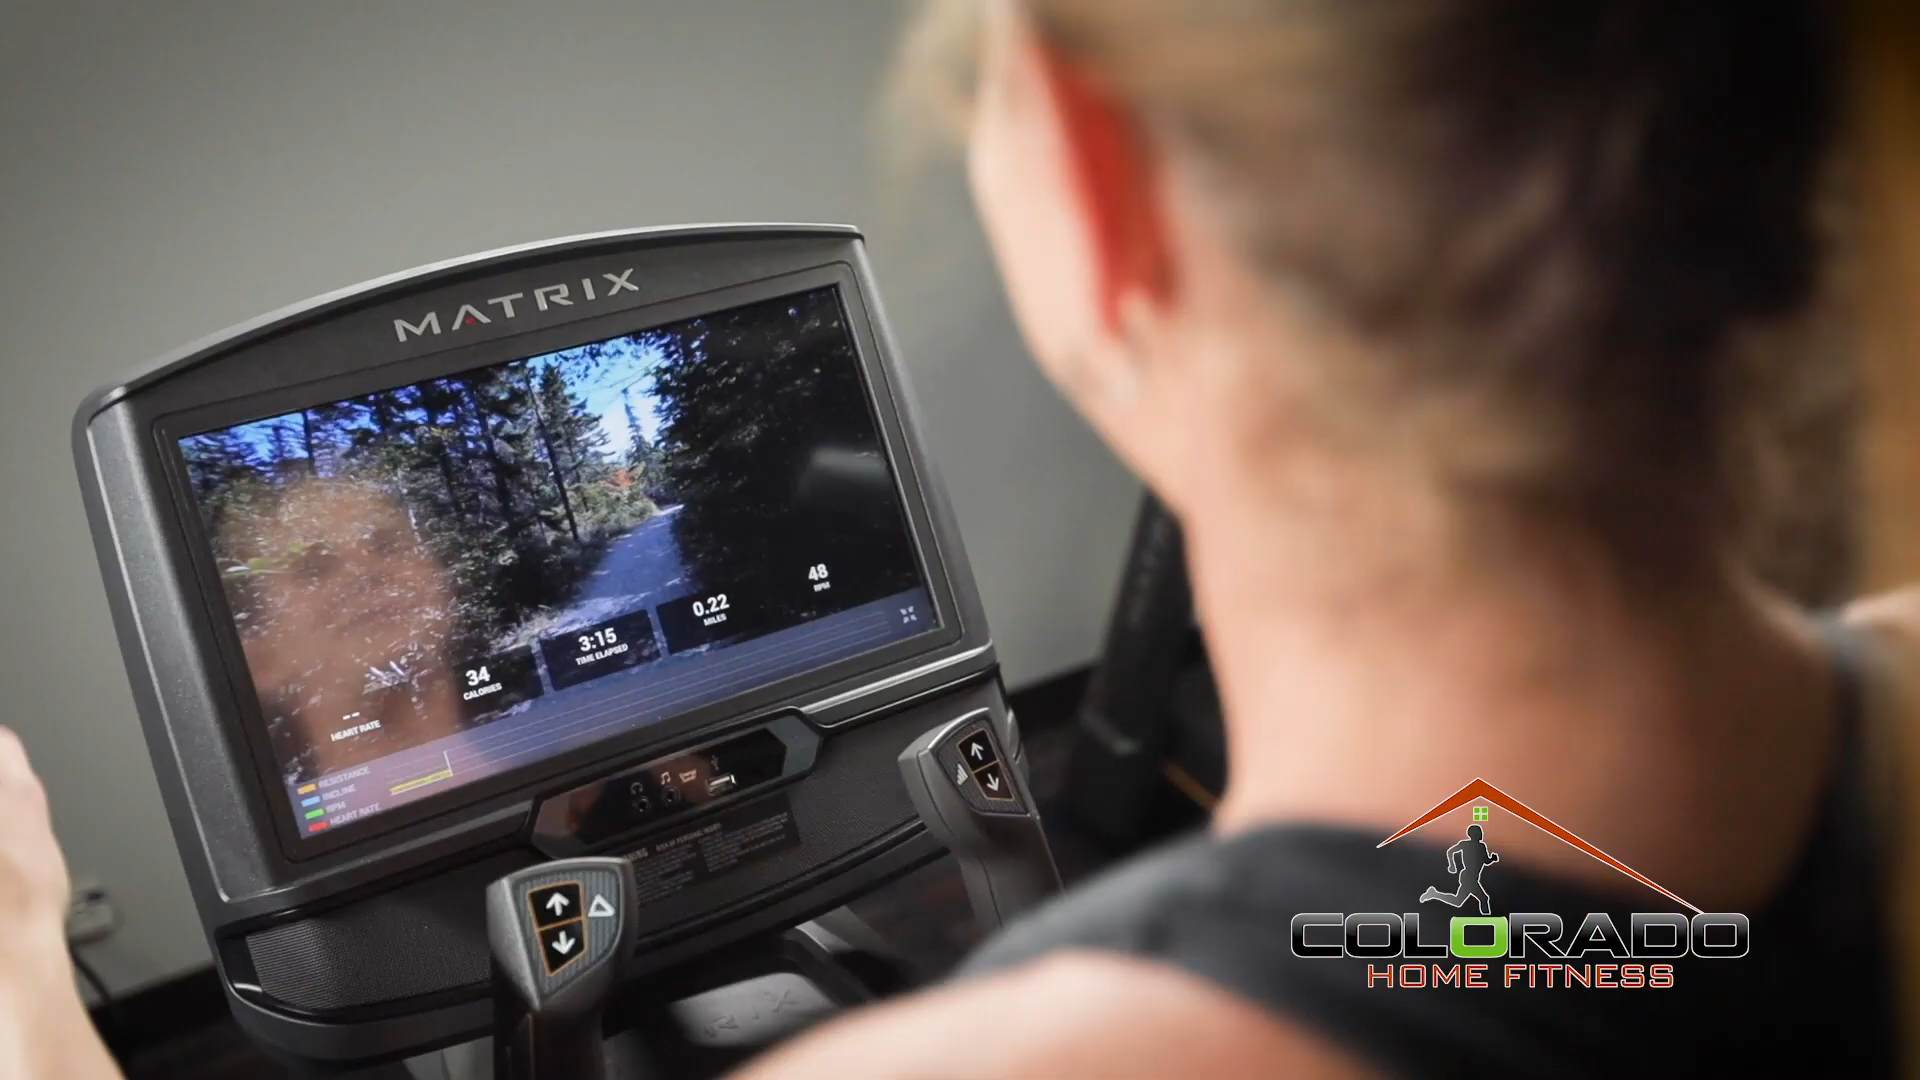 MATRIX
48
RPM
0.22
MILES
3:15
TIME ELAPSED
34
CALORIES
--
HEART RATE
RESISTANCE
INCLINE
RPM
HEART RATE
COLORADO
HOME FITNESS